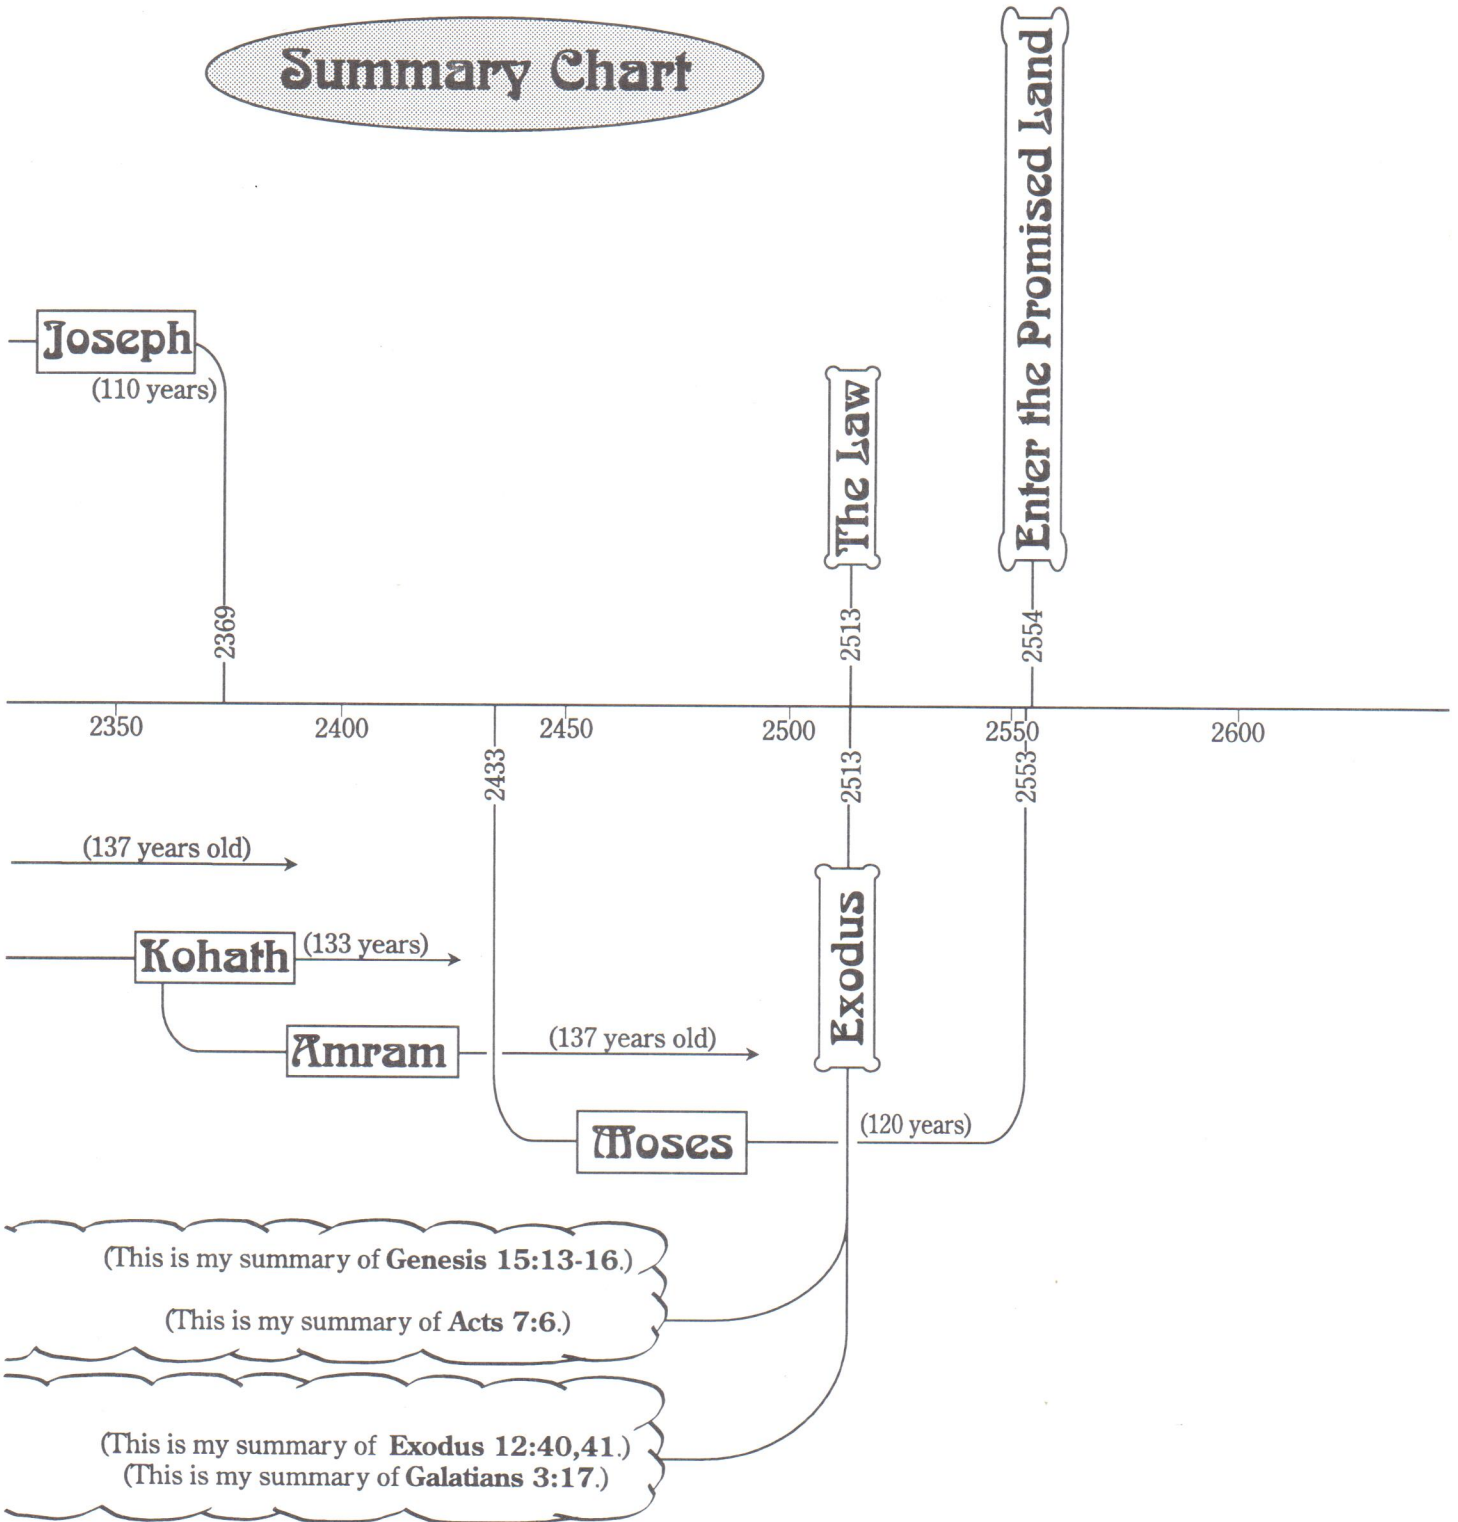 Summary Chart
Enter the Promised Land
Joseph
(110 years)
The Law
2369
2513
2554
2350
2400
2450
2500
2550
2600
2433
2513
2553
(137 years old)
Kohath
(133 years)
Exodus
Amram
(137 years old)
Moses
(120 years)
(This is my summary of Genesis 15:13-16.)
(This is my summary of Acts 7:6.)
(This is my summary of Exodus 12:40,41.)
(This is my summary of Galatians 3:17.)